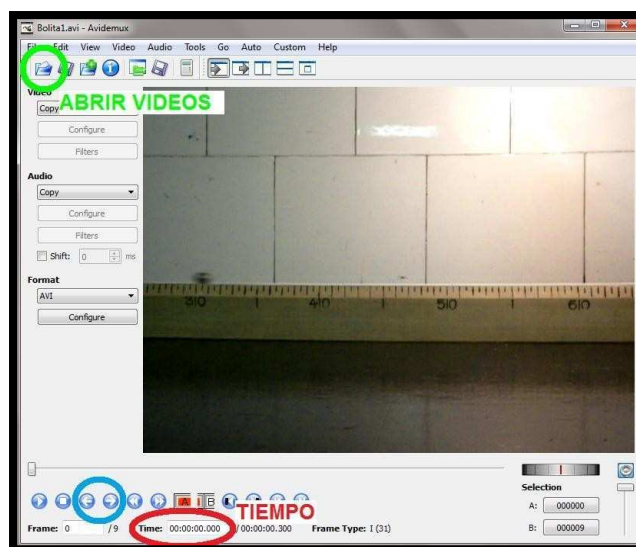 Bolita1.avi - Avidemux
File Edit View Video Audio Tools Go Auto Custom Help
Video
ABRIR VIDEOS
Copy
Configure
Filters
Audio
Copy
Configure
Filters
Shift: 0 ms
Format
AVI
Configure
310 410 510 610
A B
TIEMPO
Selection
A: 000000
Frame: 0 /9 Time: 00:00:00.000 /00:00:00.300 Frame Type: I (31)
B: 000009